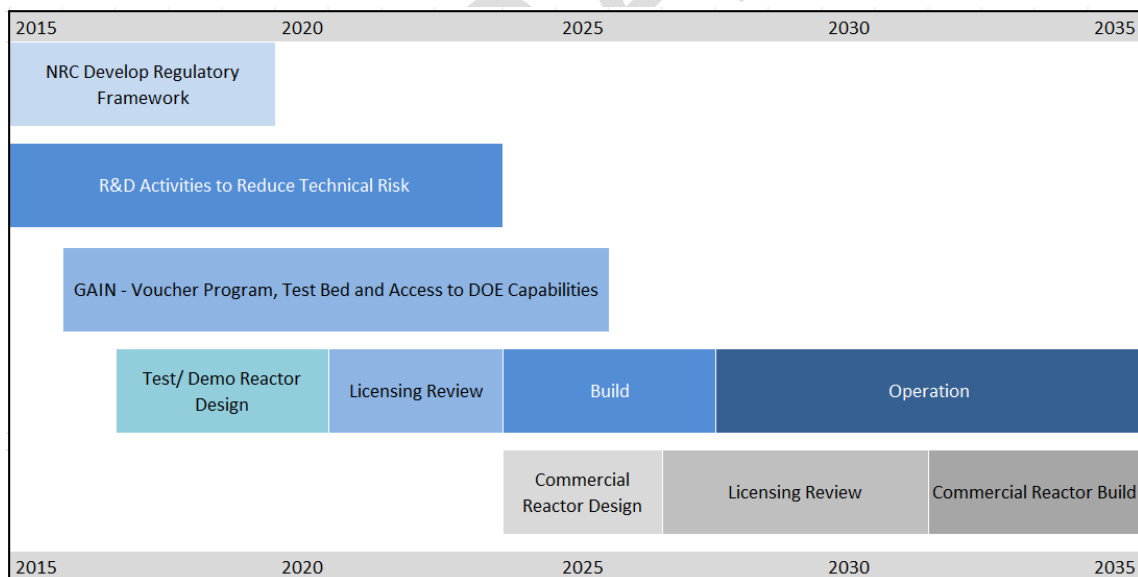 2015 2020 2025 2030 2035
NRC Develop Regulatory
Framework
R&D Activities to Reduce Technical Risk
GAIN - Voucher Program, Test Bed and Access to DOE Capabilities
Test/ Demo Reactor
Design
Licensing Review
Build
Operation
Commercial
Reactor Design
Licensing Review
Commercial Reactor Build
2015 2020 2025 2030 2035